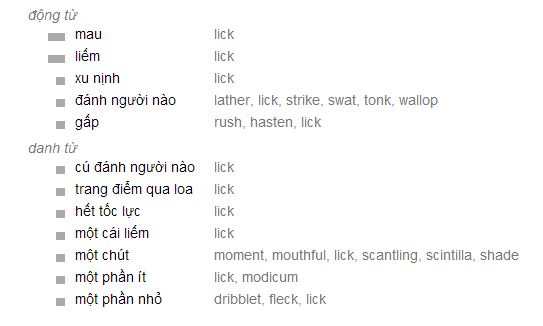 động từ
mau lick
liếm lick
xu nịnh lick
đánh người nào lather, lick, strike, swat, tonk, wallop
gấp rush, hasten, lick
danh từ
cú đánh người nào lick
trang điểm qua loa lick
hết tốc lực lick
một cái liếm lick
một chút moment, mouthful, lick, scantling, scintilla, shade
một phần ít lick, modicum
một phần nhỏ dribblet, fleck, lick